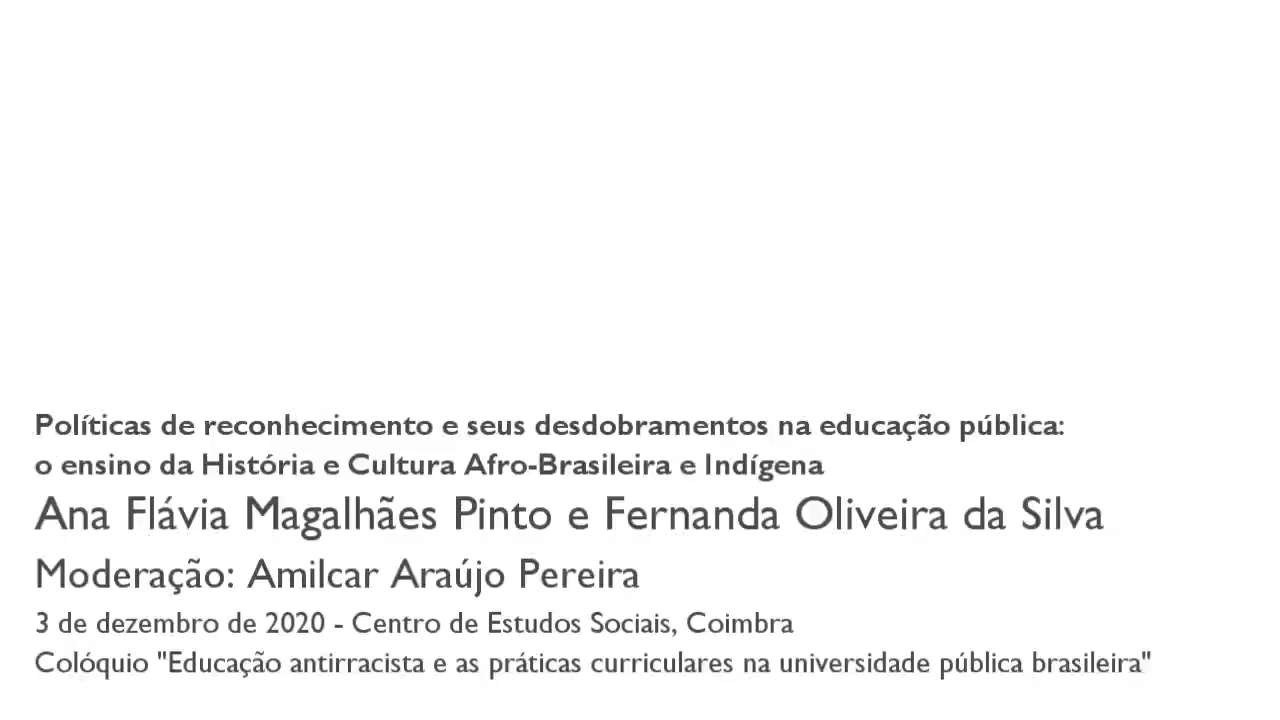 Políticas de reconhecimento e seus desdobramentos na educação pública:
o ensino da História e Cultura Afro-Brasileira e Indígena
Ana Flávia Magalhães Pinto e Fernanda Oliveira da Silva
Moderação: Amilcar Araújo Pereira
3 de dezembro de 2020 - Centro de Estudos Sociais, Coimbra
Colóquio "Educação antirracista e as práticas curriculares na universidade pública brasileira"